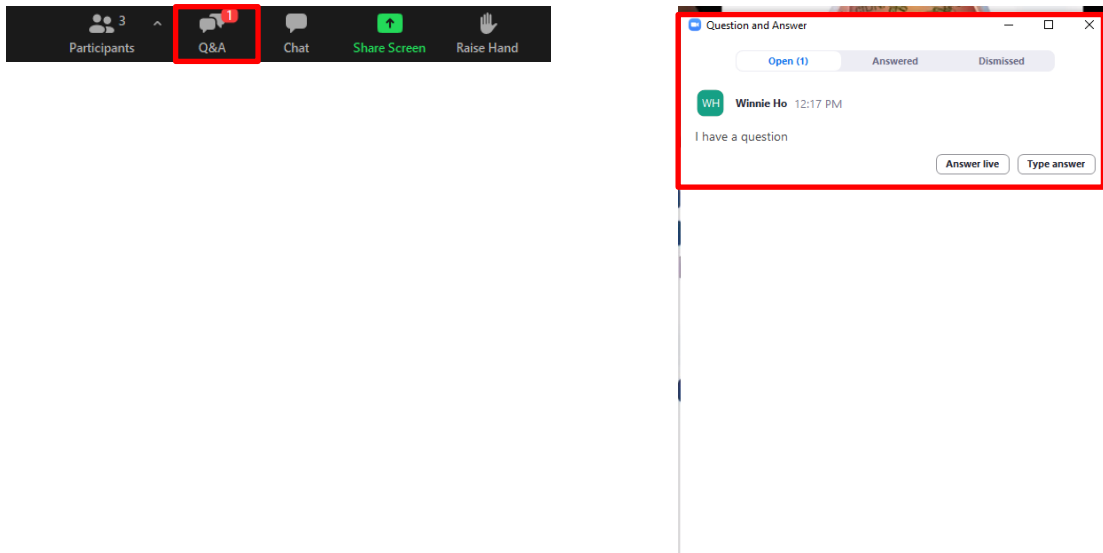 3
1
Participants
Q&A
Chat
Share Screen
Raise Hand
Question and Answer
Open (1)
Answered
Dismissed
WH
Winnie Ho 12:17 PM
I have a question
Answer live
Type answer